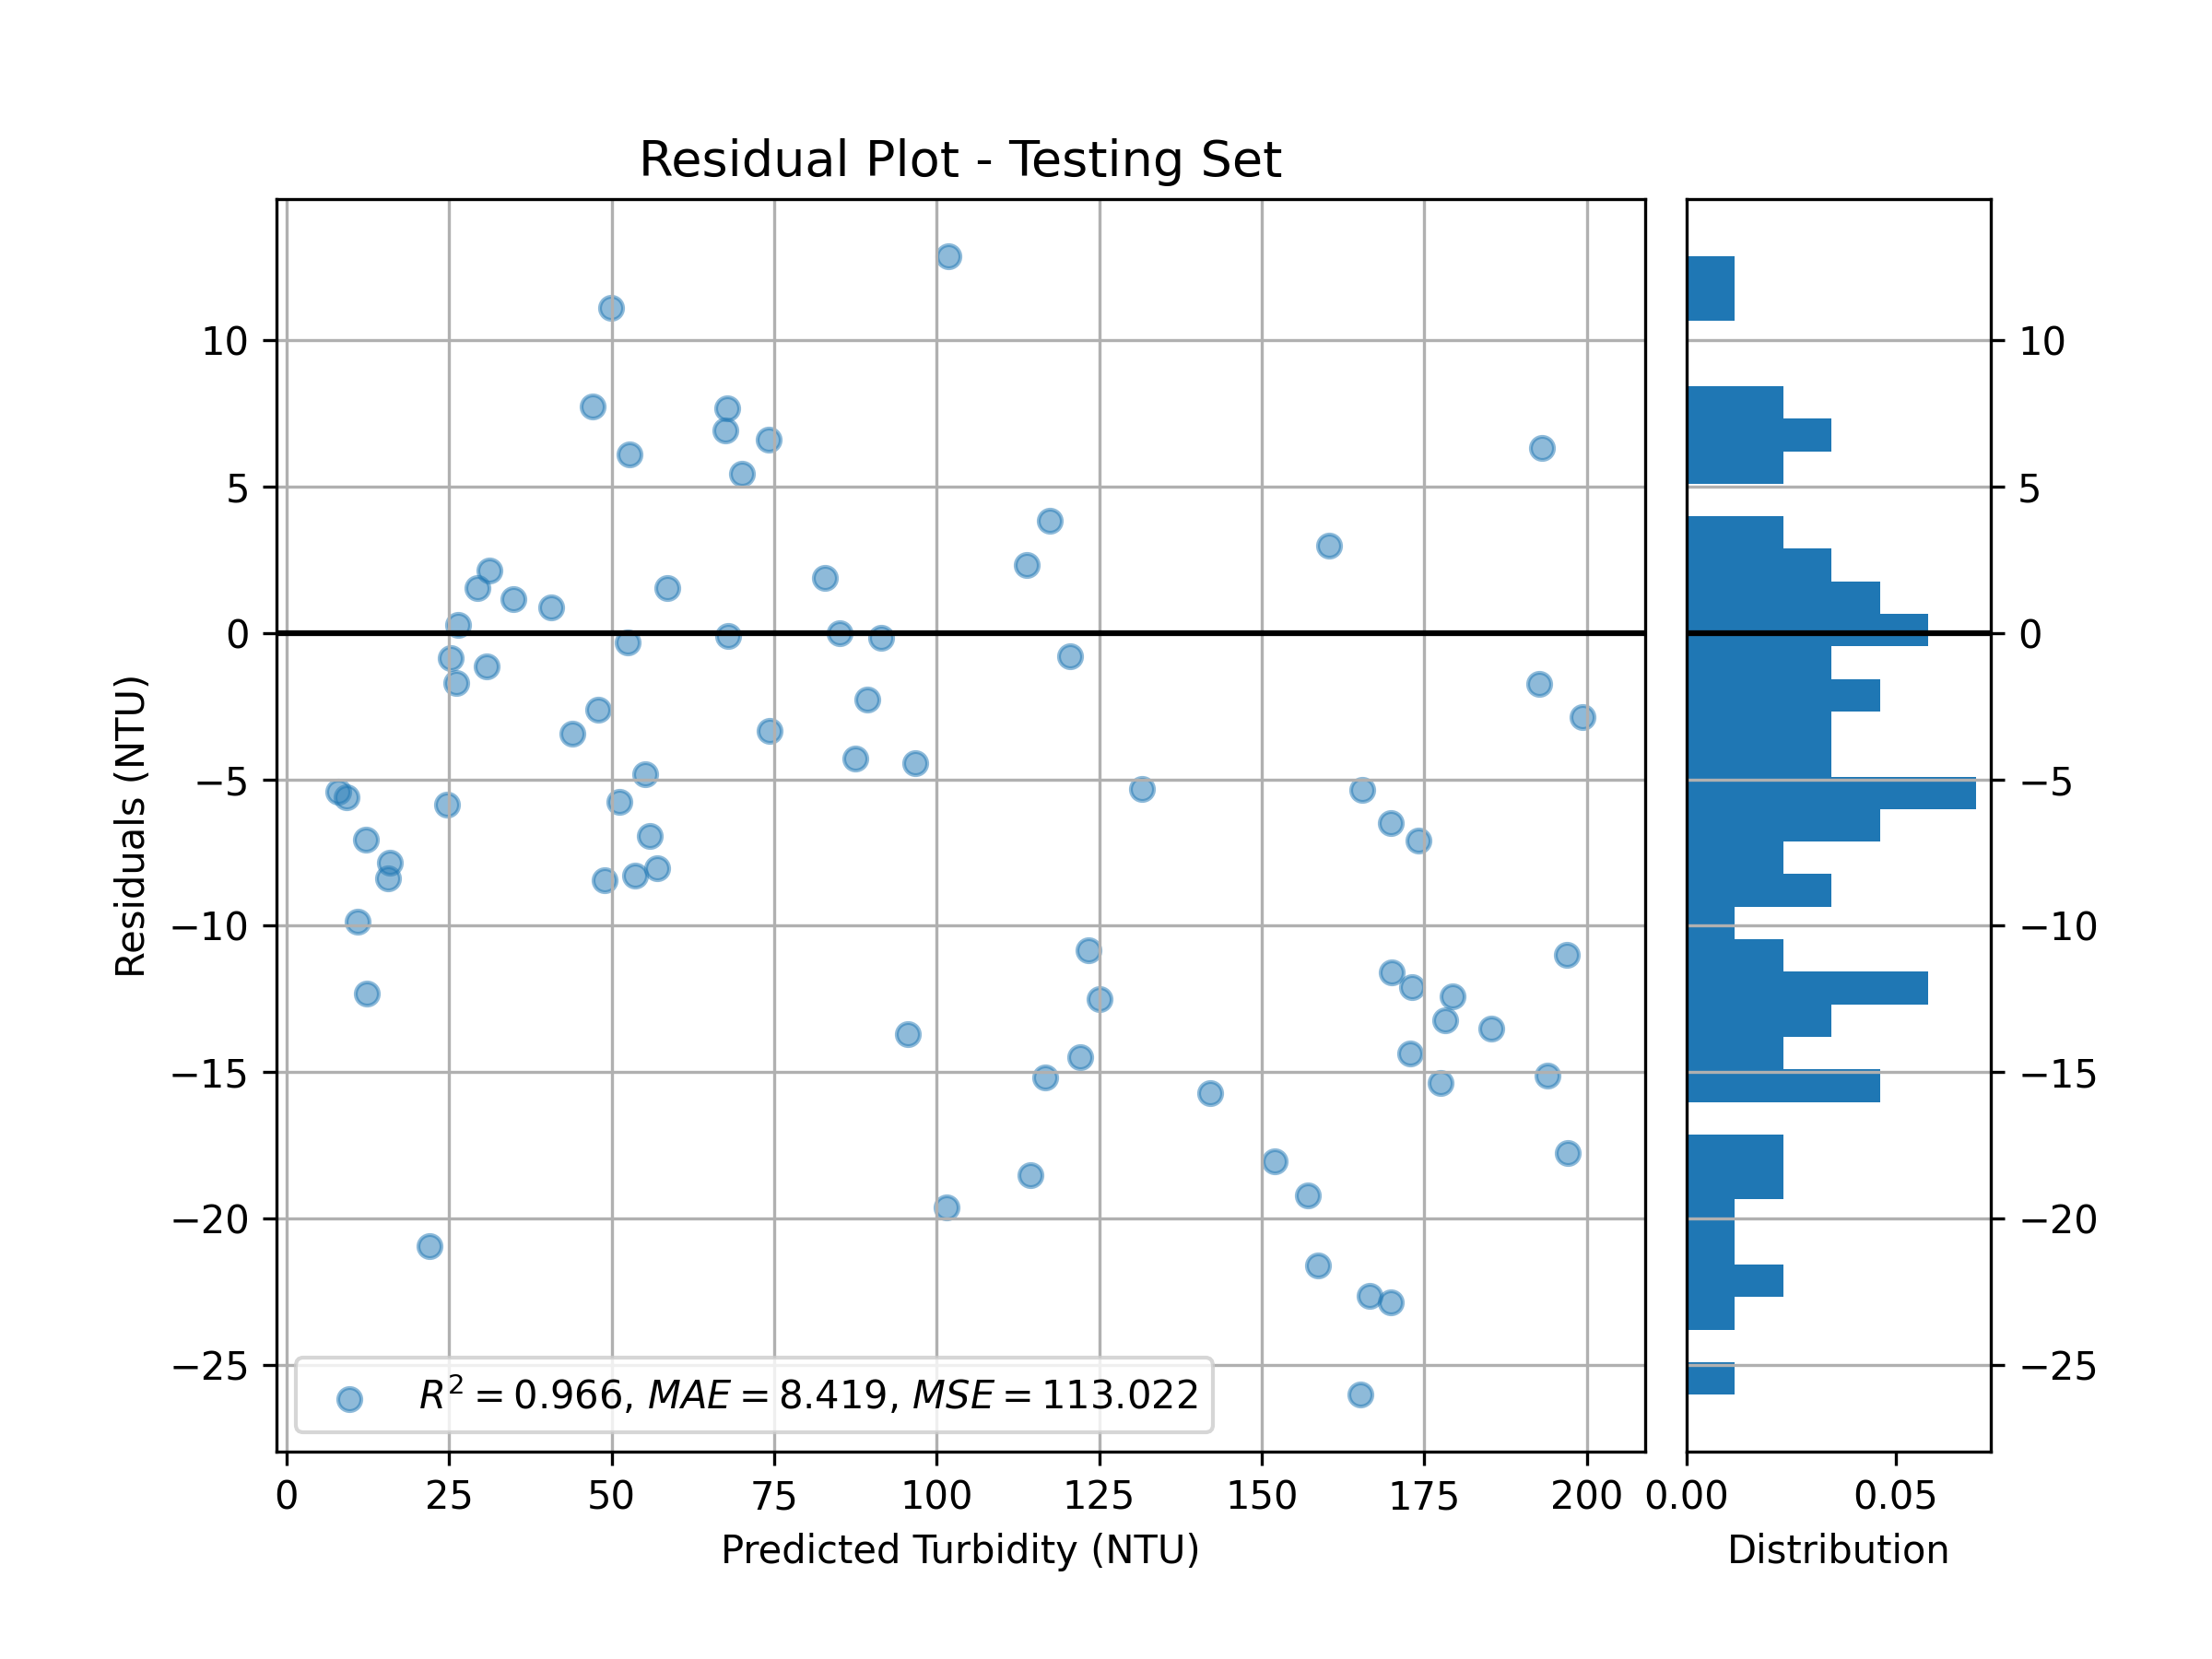 Residual Plot - Testing Set
10
5
0
−5
−10
−15
−20
−25
Residuals (NTU)
R² = 0.966, MAE = 8.419, MSE = 113.022
0 25 50 75 100 125 150 175 200
Predicted Turbidity (NTU)
10
5
0
−5
−10
−15
−20
−25
0.00 0.05
Distribution